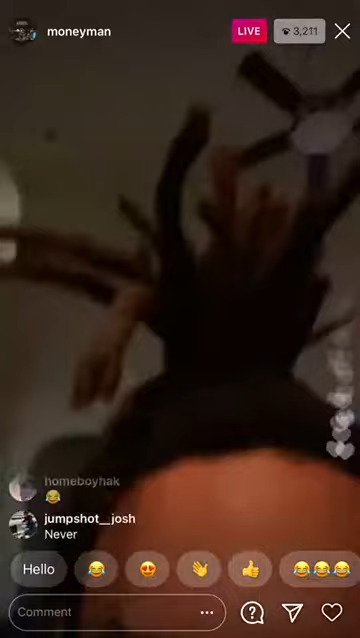 moneyman
LIVE
3,211
homeboyhak
😂
jumpshot__josh
Never
Hello 😂 😍 👋 👍 😂😂😂
Comment